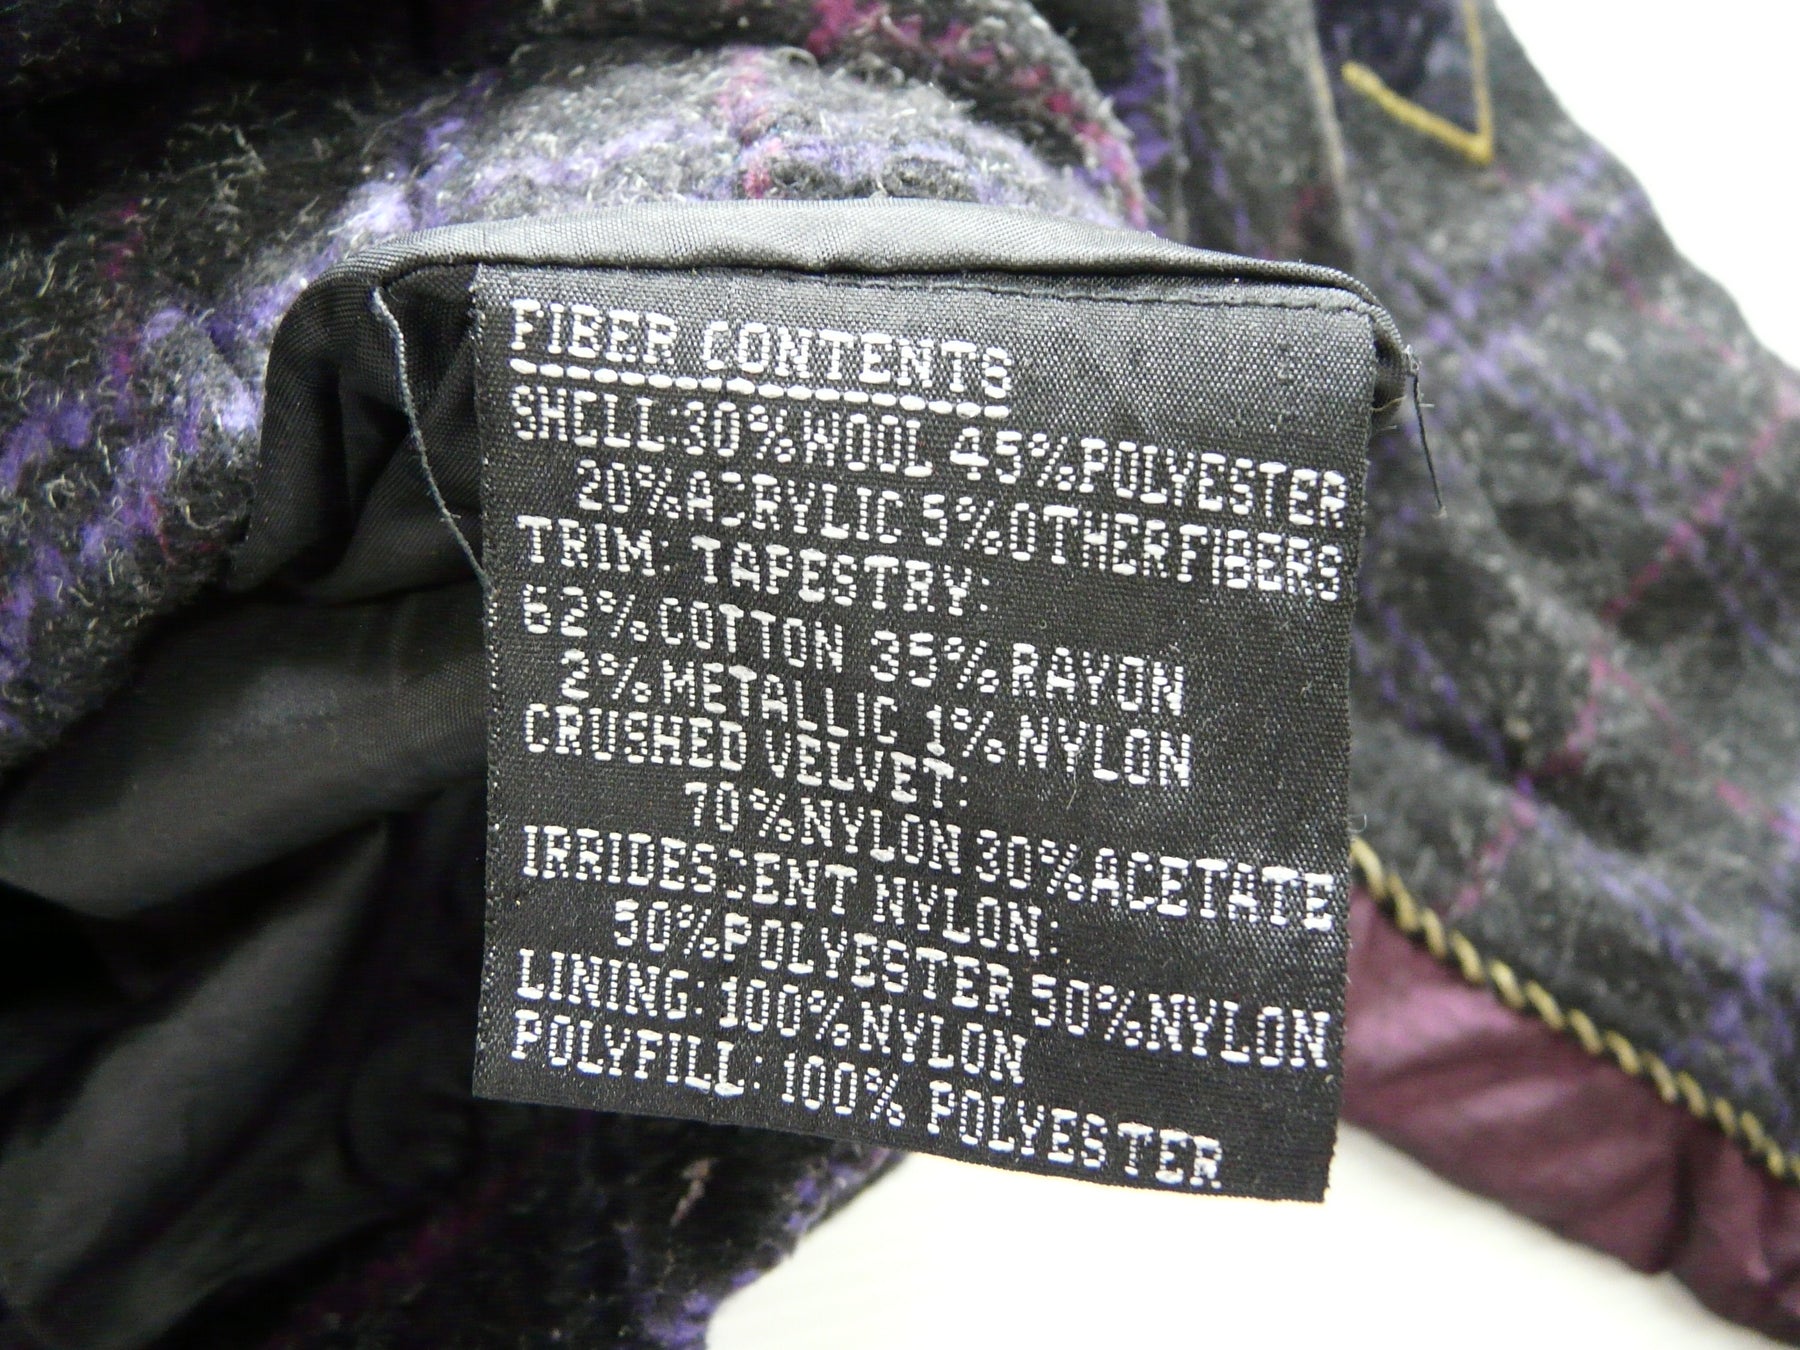 FIBER CONTENTS
SHELL:30%WOOL 45%POLYESTER
20%ACRYLIC 5%OTHERFIBERS
TRIM: TAPESTRY:
62%COTTON 35%RAYON
2%METALLIC 1%NYLON
CRUSHED VELVET:
70%NYLON 30%ACETATE
IRRIDESCENT NYLON:
50%POLYESTER 50%NYLON
LINING: 100%NYLON
POLYFILL: 100% POLYESTER